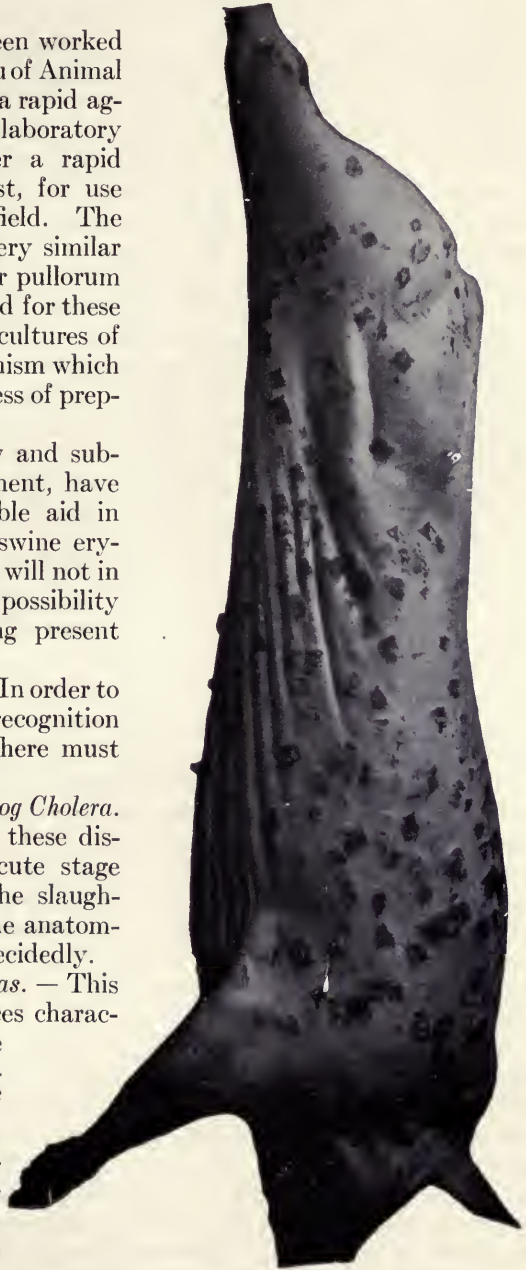 een worked
u of Animal
a rapid ag-
laboratory
er a rapid
st, for use
ield. The
ery similar
r pullorum
d for these
cultures of
nism which
ess of prep-
y and sub-
nent, have
ble aid in
swine ery-
will not in
possibility
ng present
In order to
recognition
here must
og Cholera.
these dis-
cute stage
he slaugh-
e anatom-
ecidedly.
as. — This
es charac-